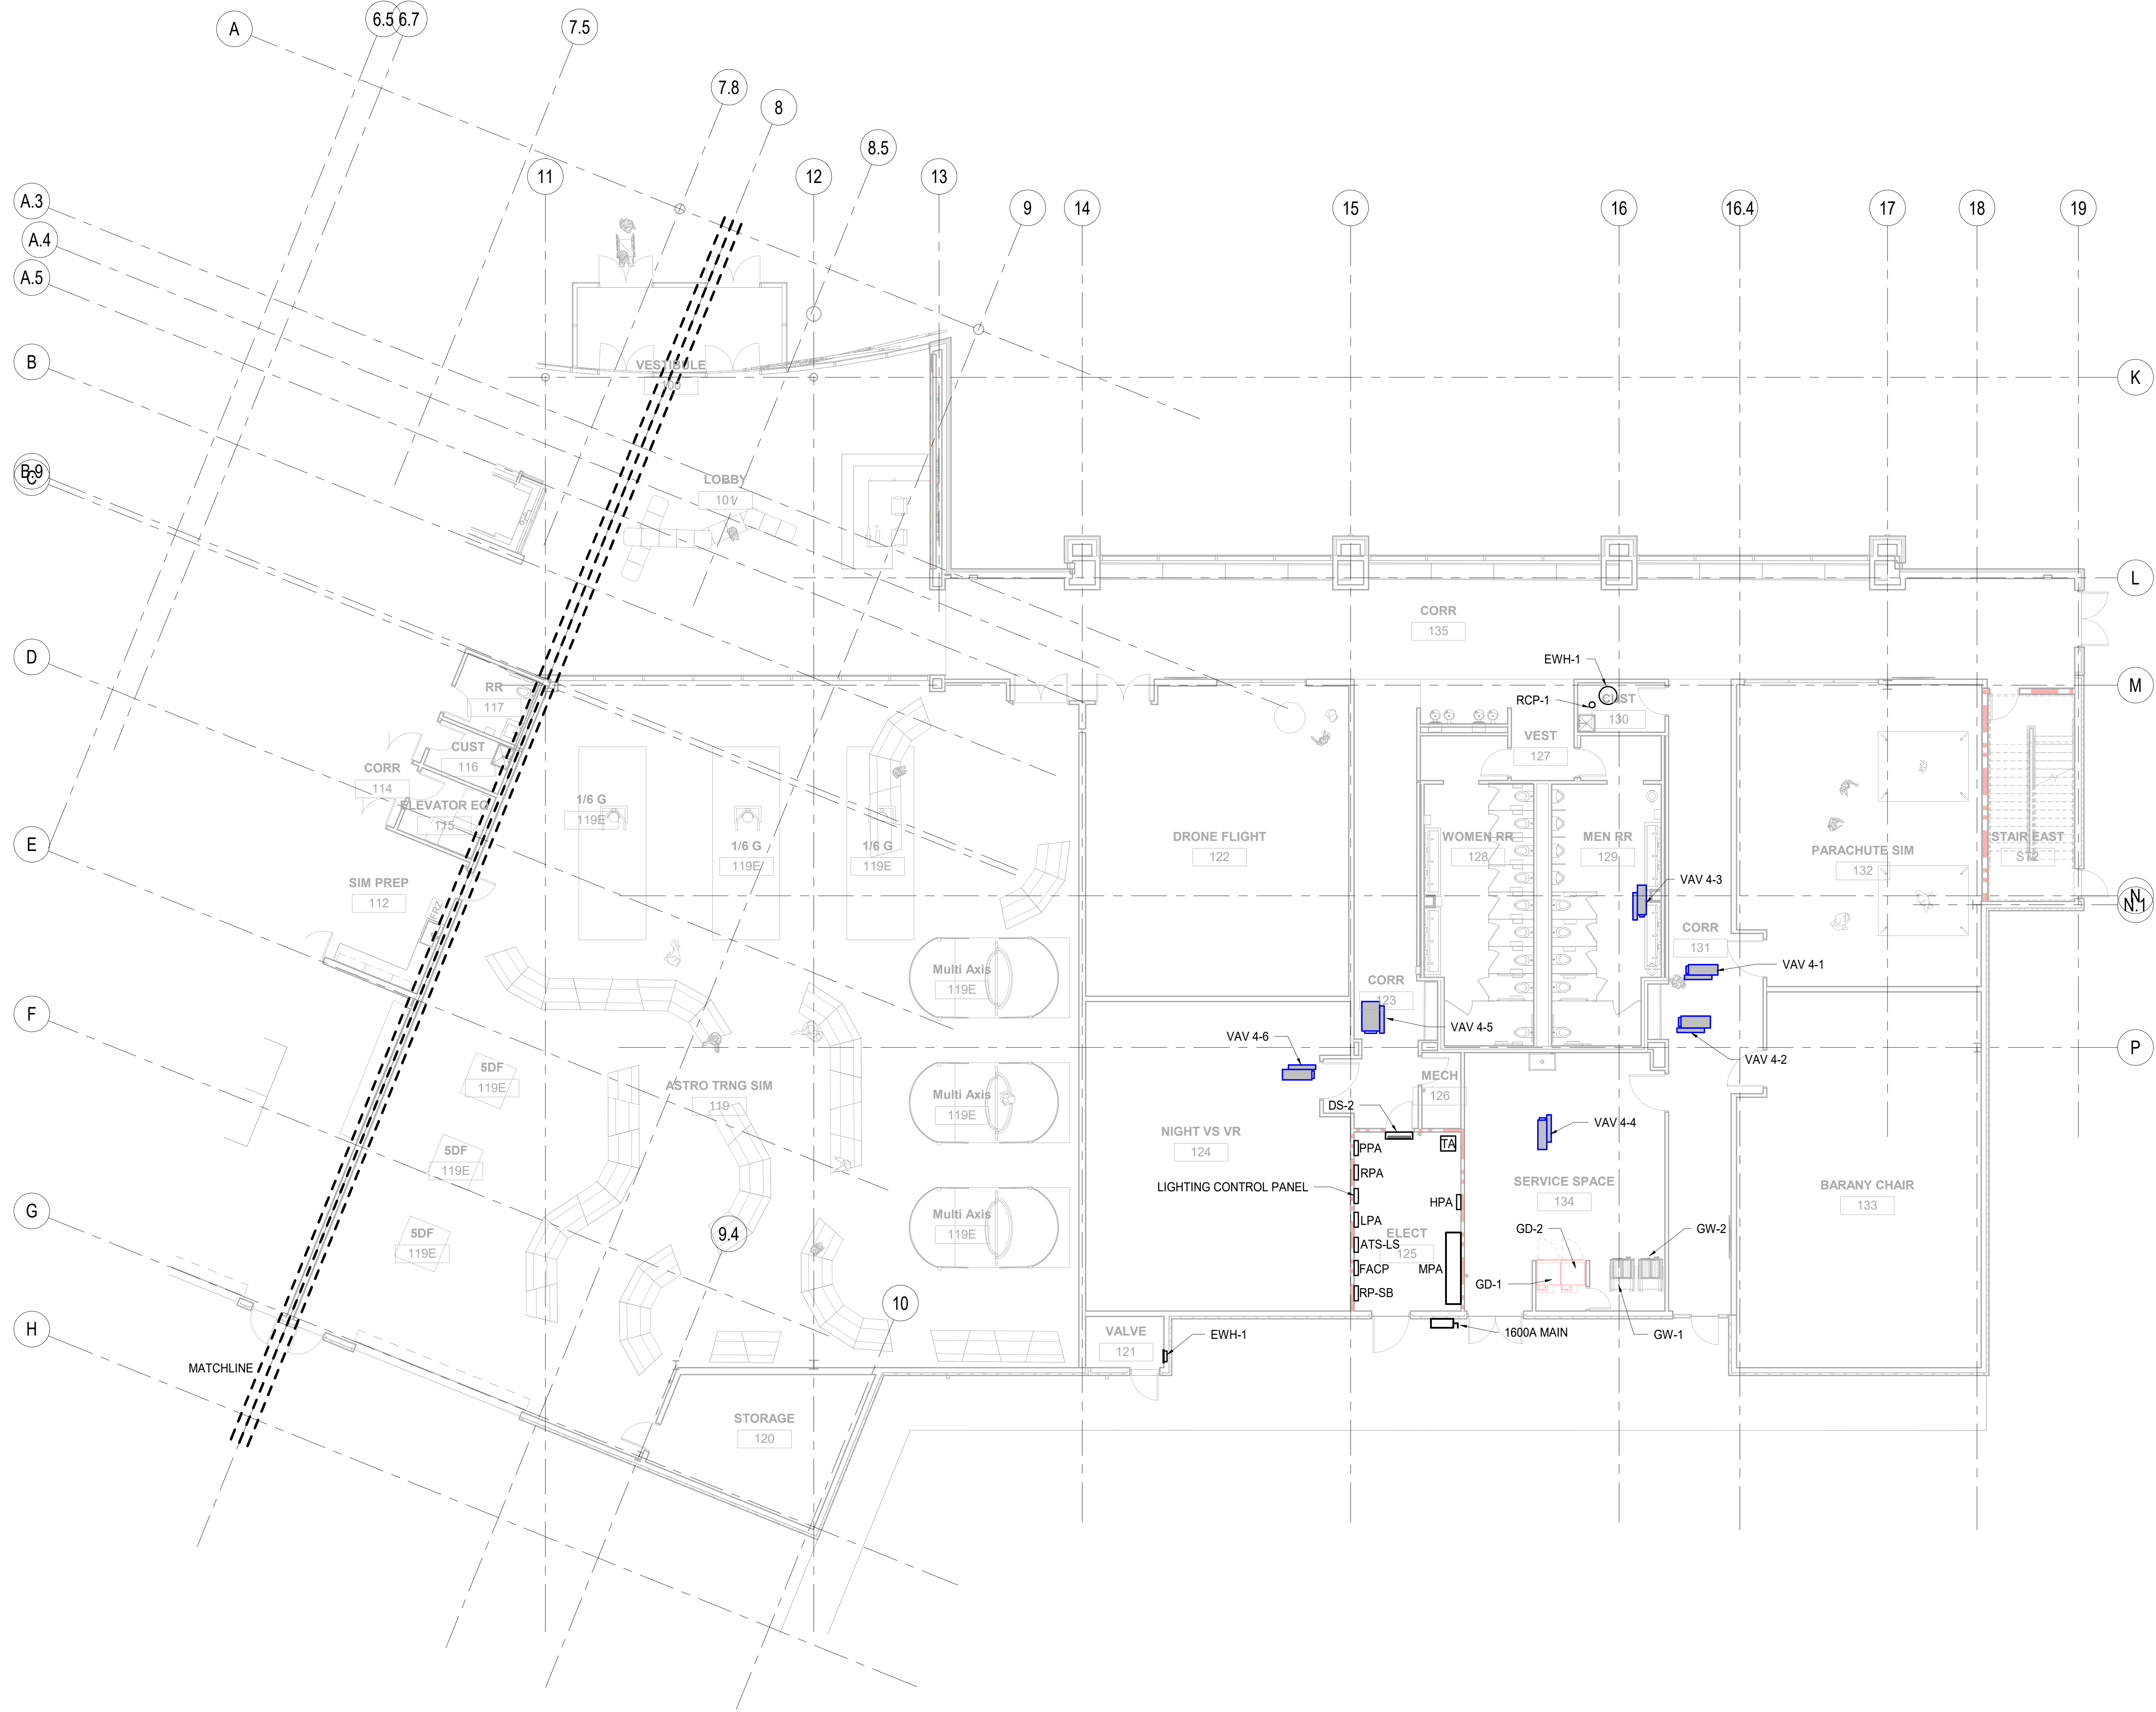 6.5
6.7
A
7.5
7.8
8
8.5
11
12
13
A.3
9
14
15
16
16.4
17
18
19
A.4
A.5
B
VESTIBULE
K
B.9
C
LOBBY
101
L
CORR
135
D
EWH-1
M
RR
117
RCP-1
CUST
130
CUST
116
VEST
127
CORR
114
ELEVATOR EQ
115
1/6 G
119E
1/6 G
119E
1/6 G
119E
DRONE FLIGHT
122
WOMEN RR
128
MEN RR
129
PARACHUTE SIM
132
STAIR EAST
ST2
E
SIM PREP
112
FRZ
VAV 4-3
N
N.1
CORR
131
VAV 4-1
Multi Axis
119E
CORR
123
F
VAV 4-5
VAV 4-6
VAV 4-2
P
5DF
119E
ASTRO TRNG SIM
119
Multi Axis
119E
MECH
126
DS-2
NIGHT VS VR
124
VAV 4-4
PPA
TA
5DF
119E
RPA
LIGHTING CONTROL PANEL
SERVICE SPACE
134
BARANY CHAIR
133
HPA
G
Multi Axis
119E
LPA
5DF
119E
9.4
ELECT
125
GD-2
GW-2
ATS-LS
FACP
MPA
GD-1
RP-SB
10
H
VALVE
121
EWH-1
1600A MAIN
GW-1
MATCHLINE
STORAGE
120